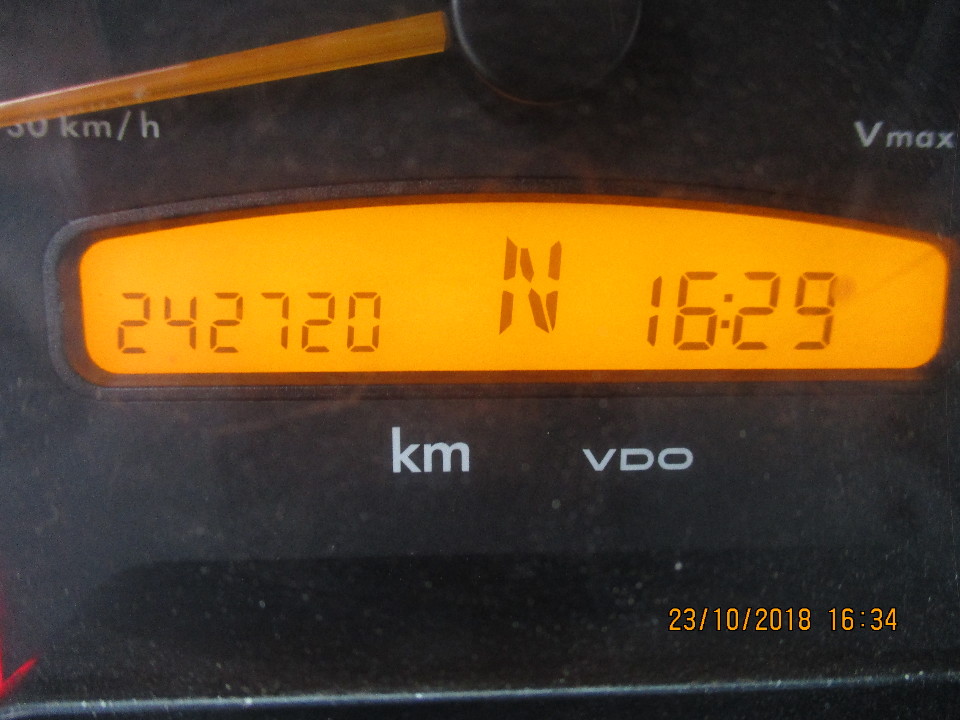 30 km/h
Vmax
242720 N 16:29
km VDO
23/10/2018 16:34